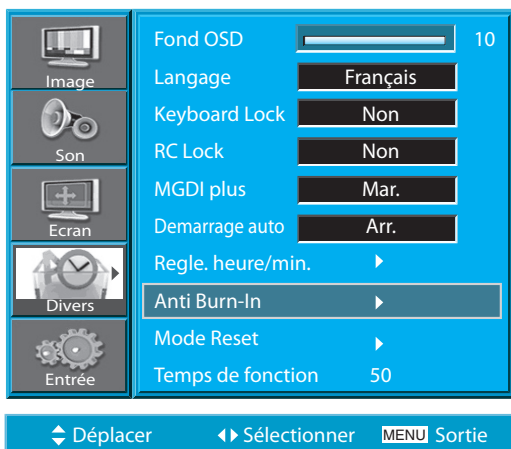 Image
Son
Ecran
Divers
Entrée
Fond OSD 10
Langage Français
Keyboard Lock Non
RC Lock Non
MGDI plus Mar.
Demarrage auto Arr.
Regle. heure/min.
Anti Burn-In
Mode Reset
Temps de fonction 50
Déplacer Sélectionner MENU Sortie